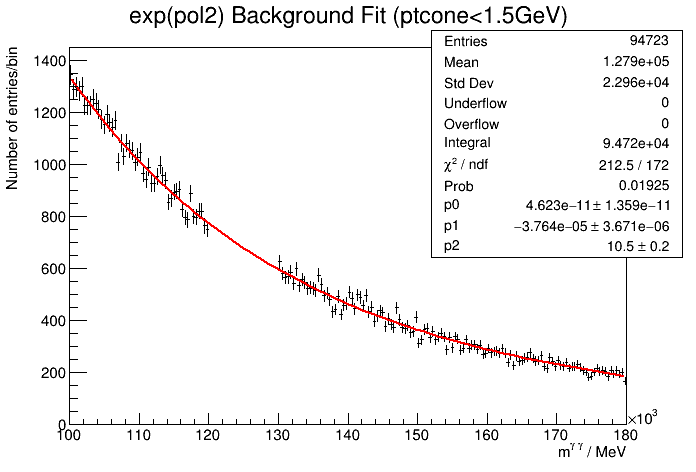 exp(pol2) Background Fit (ptcone<1.5GeV)
Entries 94723
Mean 1.279e+05
Std Dev 2.296e+04
Underflow 0
Overflow 0
Integral 9.472e+04
χ² / ndf 212.5 / 172
Prob 0.01925
p0 4.623e−11 ± 1.359e−11
p1 −3.764e−05 ± 3.671e−06
p2 10.5 ± 0.2
Number of entries/bin
1400
1200
1000
800
600
400
200
0
100 110 120 130 140 150 160 170 180
×10³
m^γγ / MeV